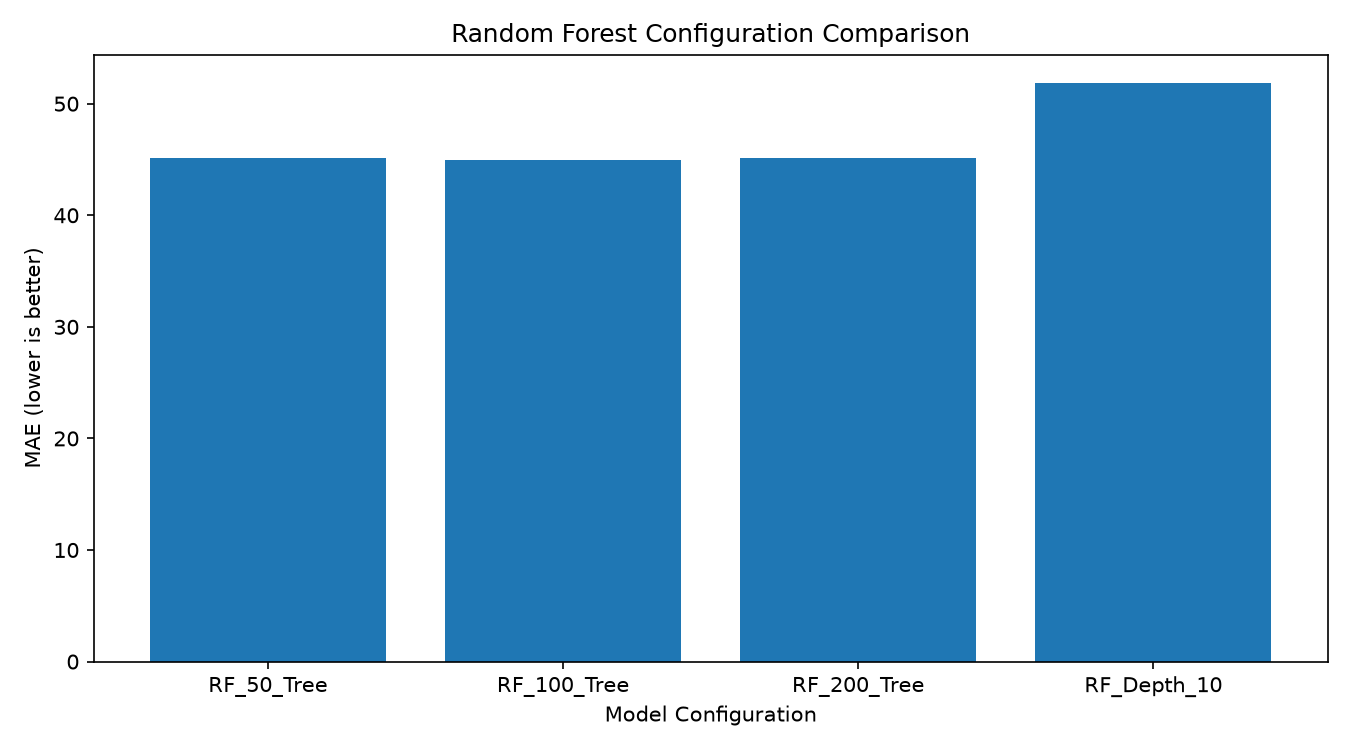 Random Forest Configuration Comparison
MAE (lower is better)
50
40
30
20
10
0
RF_50_Tree RF_100_Tree RF_200_Tree RF_Depth_10
Model Configuration